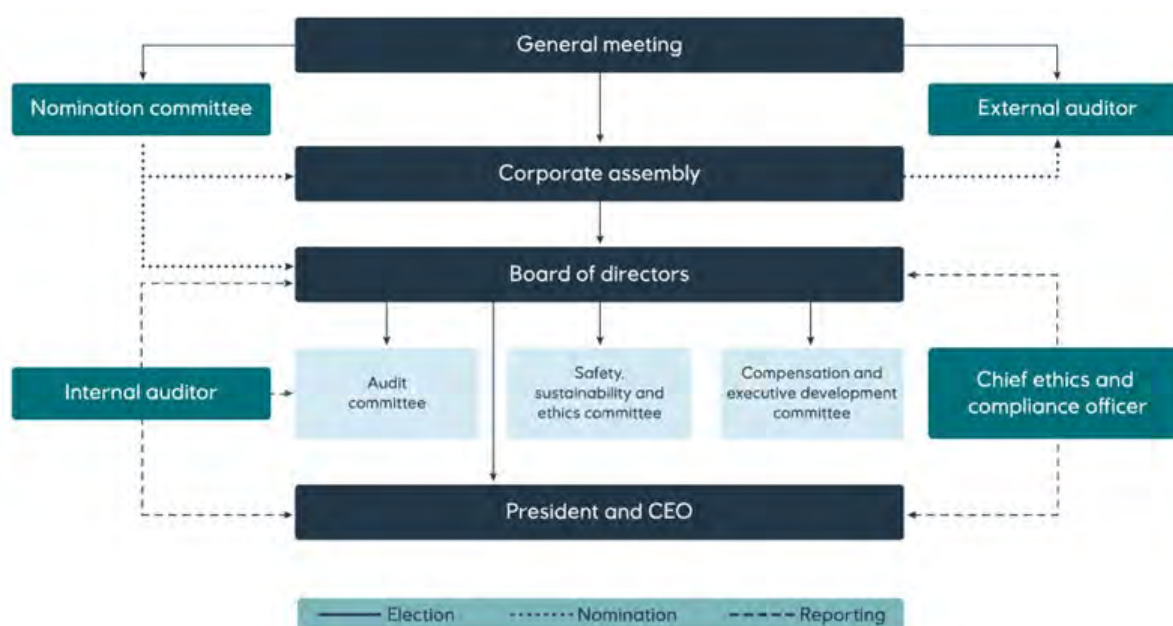 General meeting
Nomination committee
External auditor
Corporate assembly
Board of directors
Internal auditor
Audit
committee
Safety,
sustainability and
ethics committee
Compensation and
executive development
committee
Chief ethics and
compliance officer
President and CEO
Election
Nomination
Reporting